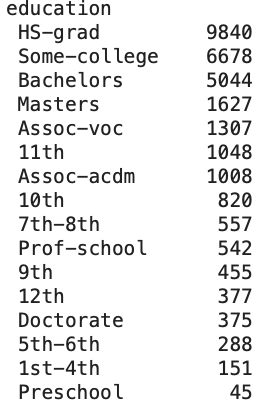 education
HS-grad 9840
Some-college 6678
Bachelors 5044
Masters 1627
Assoc-voc 1307
11th 1048
Assoc-acdm 1008
10th 820
7th-8th 557
Prof-school 542
9th 455
12th 377
Doctorate 375
5th-6th 288
1st-4th 151
Preschool 45